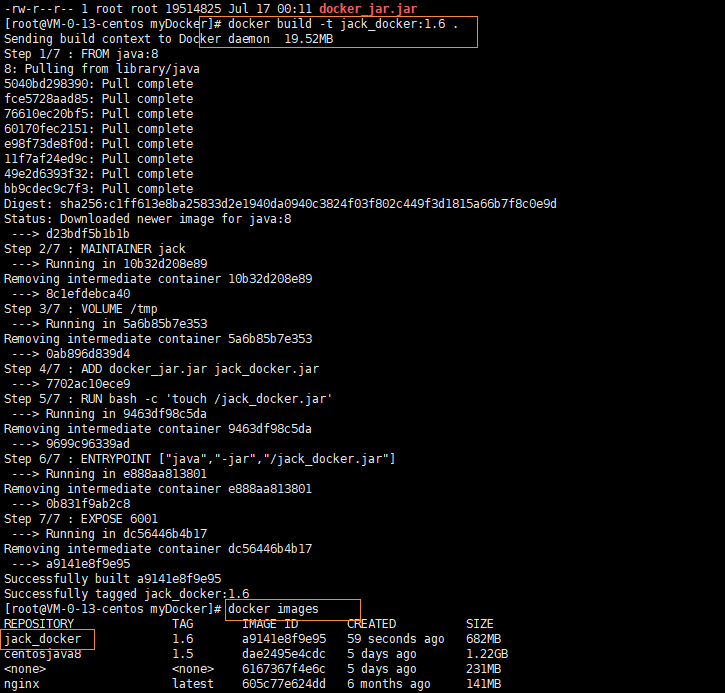 -rw-r--r-- 1 root root 19514825 Jul 17 00:11 docker_jar.jar
[root@VM-0-13-centos myDocker]# docker build -t jack_docker:1.6 .
Sending build context to Docker daemon  19.52MB
Step 1/7 : FROM java:8
8: Pulling from library/java
5040bd298390: Pull complete
fce5728aad85: Pull complete
76610ec20bf5: Pull complete
60170fec2151: Pull complete
e98f73de8f0d: Pull complete
11f7af24ed9c: Pull complete
49e2d6393f32: Pull complete
bb9cdec9c7f3: Pull complete
Digest: sha256:c1ff613e8ba25833d2e1940da0940c3824f03f802c449f3d1815a66b7f8c0e9d
Status: Downloaded newer image for java:8
 ---> d23bdf5b1b1b
Step 2/7 : MAINTAINER jack
 ---> Running in 10b32d208e89
Removing intermediate container 10b32d208e89
 ---> 8c1efdebca40
Step 3/7 : VOLUME /tmp
 ---> Running in 5a6b85b7e353
Removing intermediate container 5a6b85b7e353
 ---> 0ab896d839d4
Step 4/7 : ADD docker_jar.jar jack_docker.jar
 ---> 7702ac10ece9
Step 5/7 : RUN bash -c 'touch /jack_docker.jar'
 ---> Running in 9463df98c5da
Removing intermediate container 9463df98c5da
 ---> 9699c96339ad
Step 6/7 : ENTRYPOINT ["java","-jar","/jack_docker.jar"]
 ---> Running in e888aa813801
Removing intermediate container e888aa813801
 ---> 0b831f9ab2c8
Step 7/7 : EXPOSE 6001
 ---> Running in dc56446b4b17
Removing intermediate container dc56446b4b17
 ---> a9141e8f9e95
Successfully built a9141e8f9e95
Successfully tagged jack_docker:1.6
[root@VM-0-13-centos myDocker]# docker images
REPOSITORY TAG IMAGE ID CREATED SIZE
jack_docker 1.6 a9141e8f9e95 59 seconds ago 682MB
centosjava8 1.5 dae2495e4cdc 5 days ago 1.22GB
<none> <none> 6167367f4e6c 5 days ago 231MB
nginx latest 605c77e624dd 6 months ago 141MB